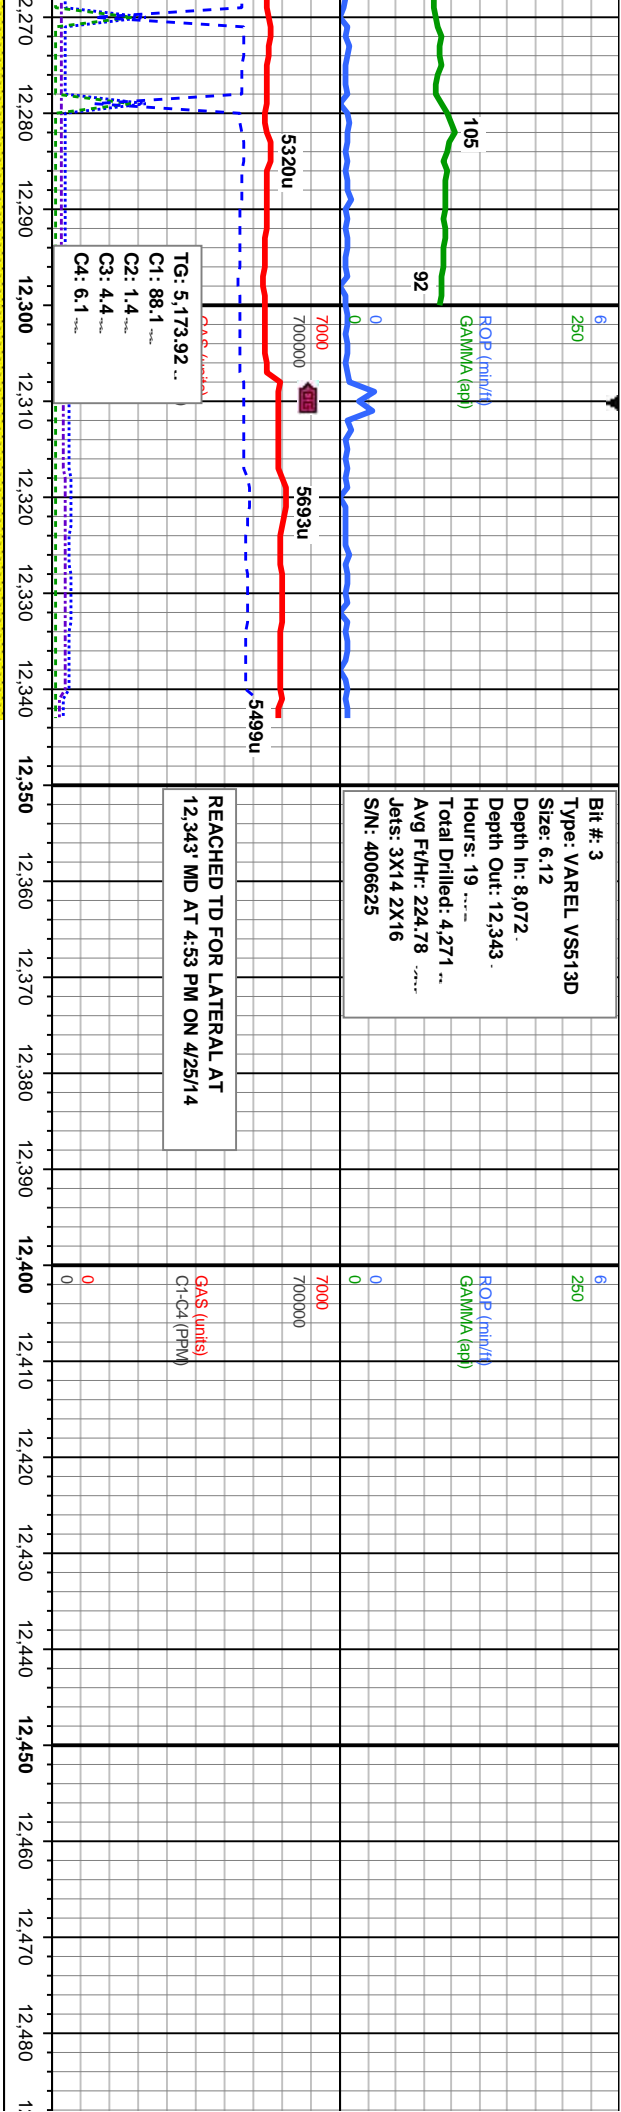 105
92
5320u
5693u
5499u
TG: 5,173.92
C1: 88.1
C2: 1.4
C3: 4.4
C4: 6.1
6
250
ROP (min/ft)
GAMMA (api)
0
0
7000
700000
GAS (units)
Bit #: 3
Type: VAREL VS513D
Size: 6.12
Depth In: 8,072
Depth Out: 12,343
Hours: 19
Total Drilled: 4,271
Avg Ft/Hr: 224.78
Jets: 3X14 2X16
S/N: 4006625
REACHED TD FOR LATERAL AT
12,343' MD AT 4:53 PM ON 4/25/14
6
250
ROP (min/ft)
GAMMA (api)
0
0
7000
700000
GAS (units)
C1-C4 (PPM)
0
0
2,270
12,280
12,290
12,300
12,310
12,320
12,330
12,340
12,350
12,360
12,370
12,380
12,390
12,400
12,410
12,420
12,430
12,440
12,450
12,460
12,470
12,480